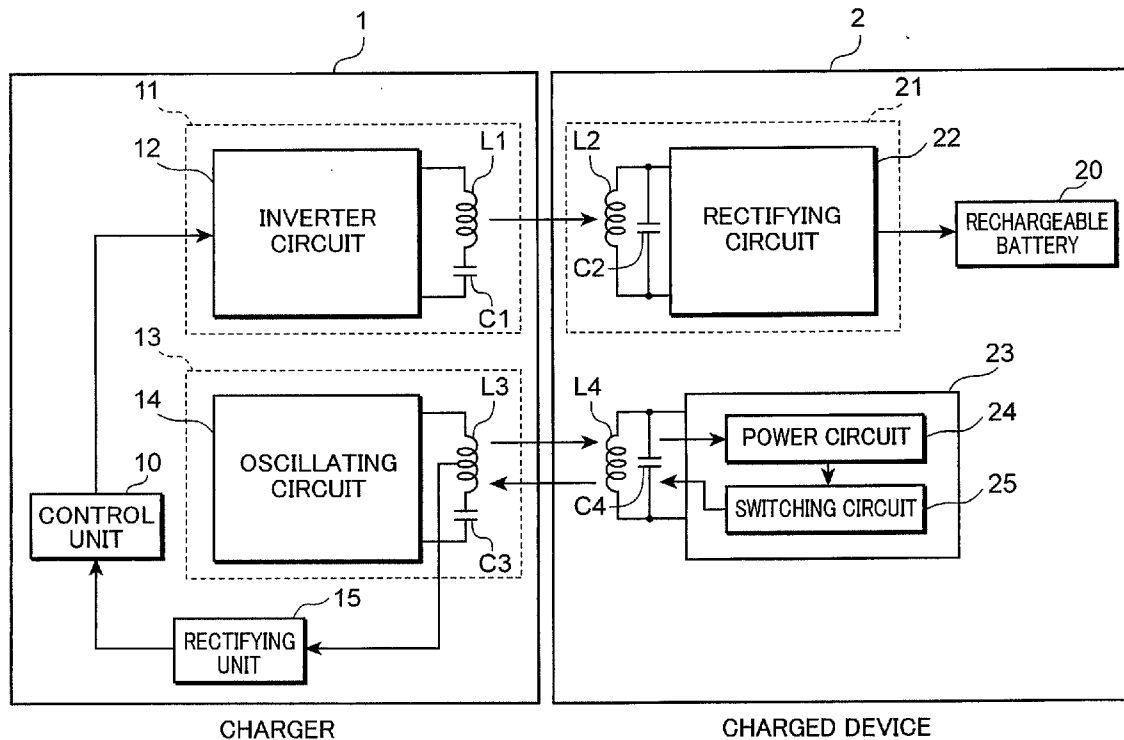 1
2
11
12
L1
INVERTER
CIRCUIT
C1
L2
C2
RECTIFYING
CIRCUIT
21
22
20
RECHARGEABLE
BATTERY
13
14
L3
OSCILLATING
CIRCUIT
C3
L4
C4
23
POWER CIRCUIT
24
SWITCHING CIRCUIT
25
10
CONTROL
UNIT
15
RECTIFYING
UNIT
CHARGER
CHARGED DEVICE